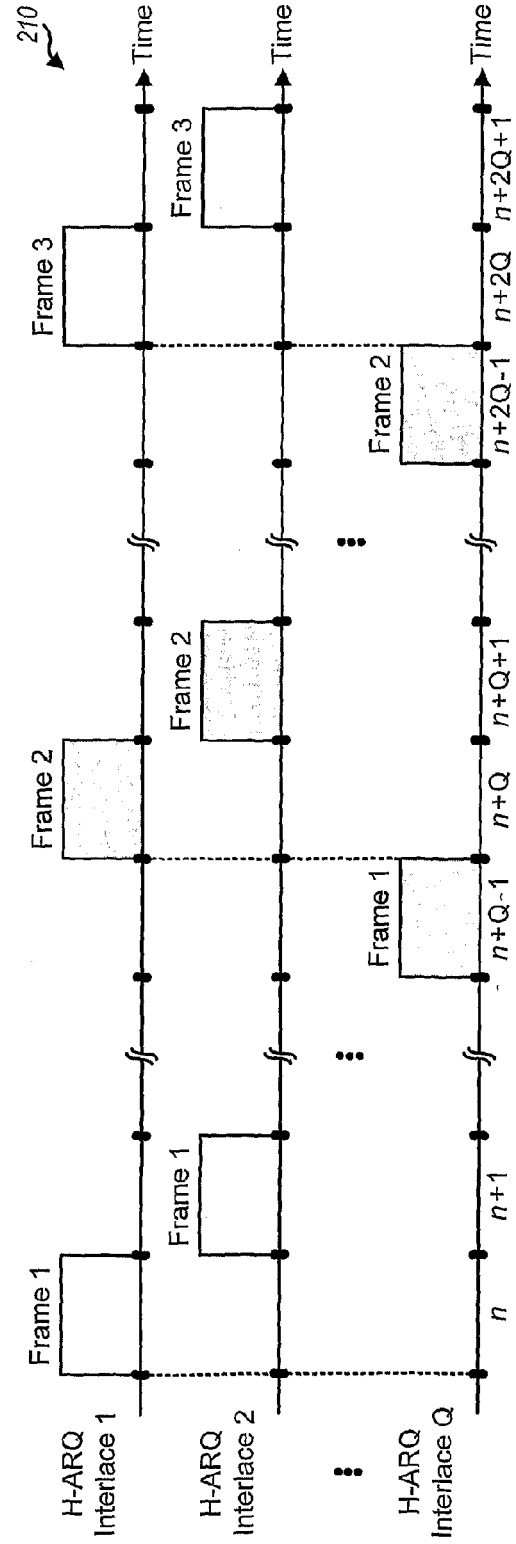 210
H-ARQ
Interlace 1
Frame 1
Frame 2
Frame 3
Time
H-ARQ
Interlace 2
Frame 1
Frame 2
Frame 3
Time
H-ARQ
Interlace Q
Frame 1
Frame 2
Time
n
n+1
n+Q-1
n+Q
n+Q+1
n+2Q-1
n+2Q
n+2Q+1